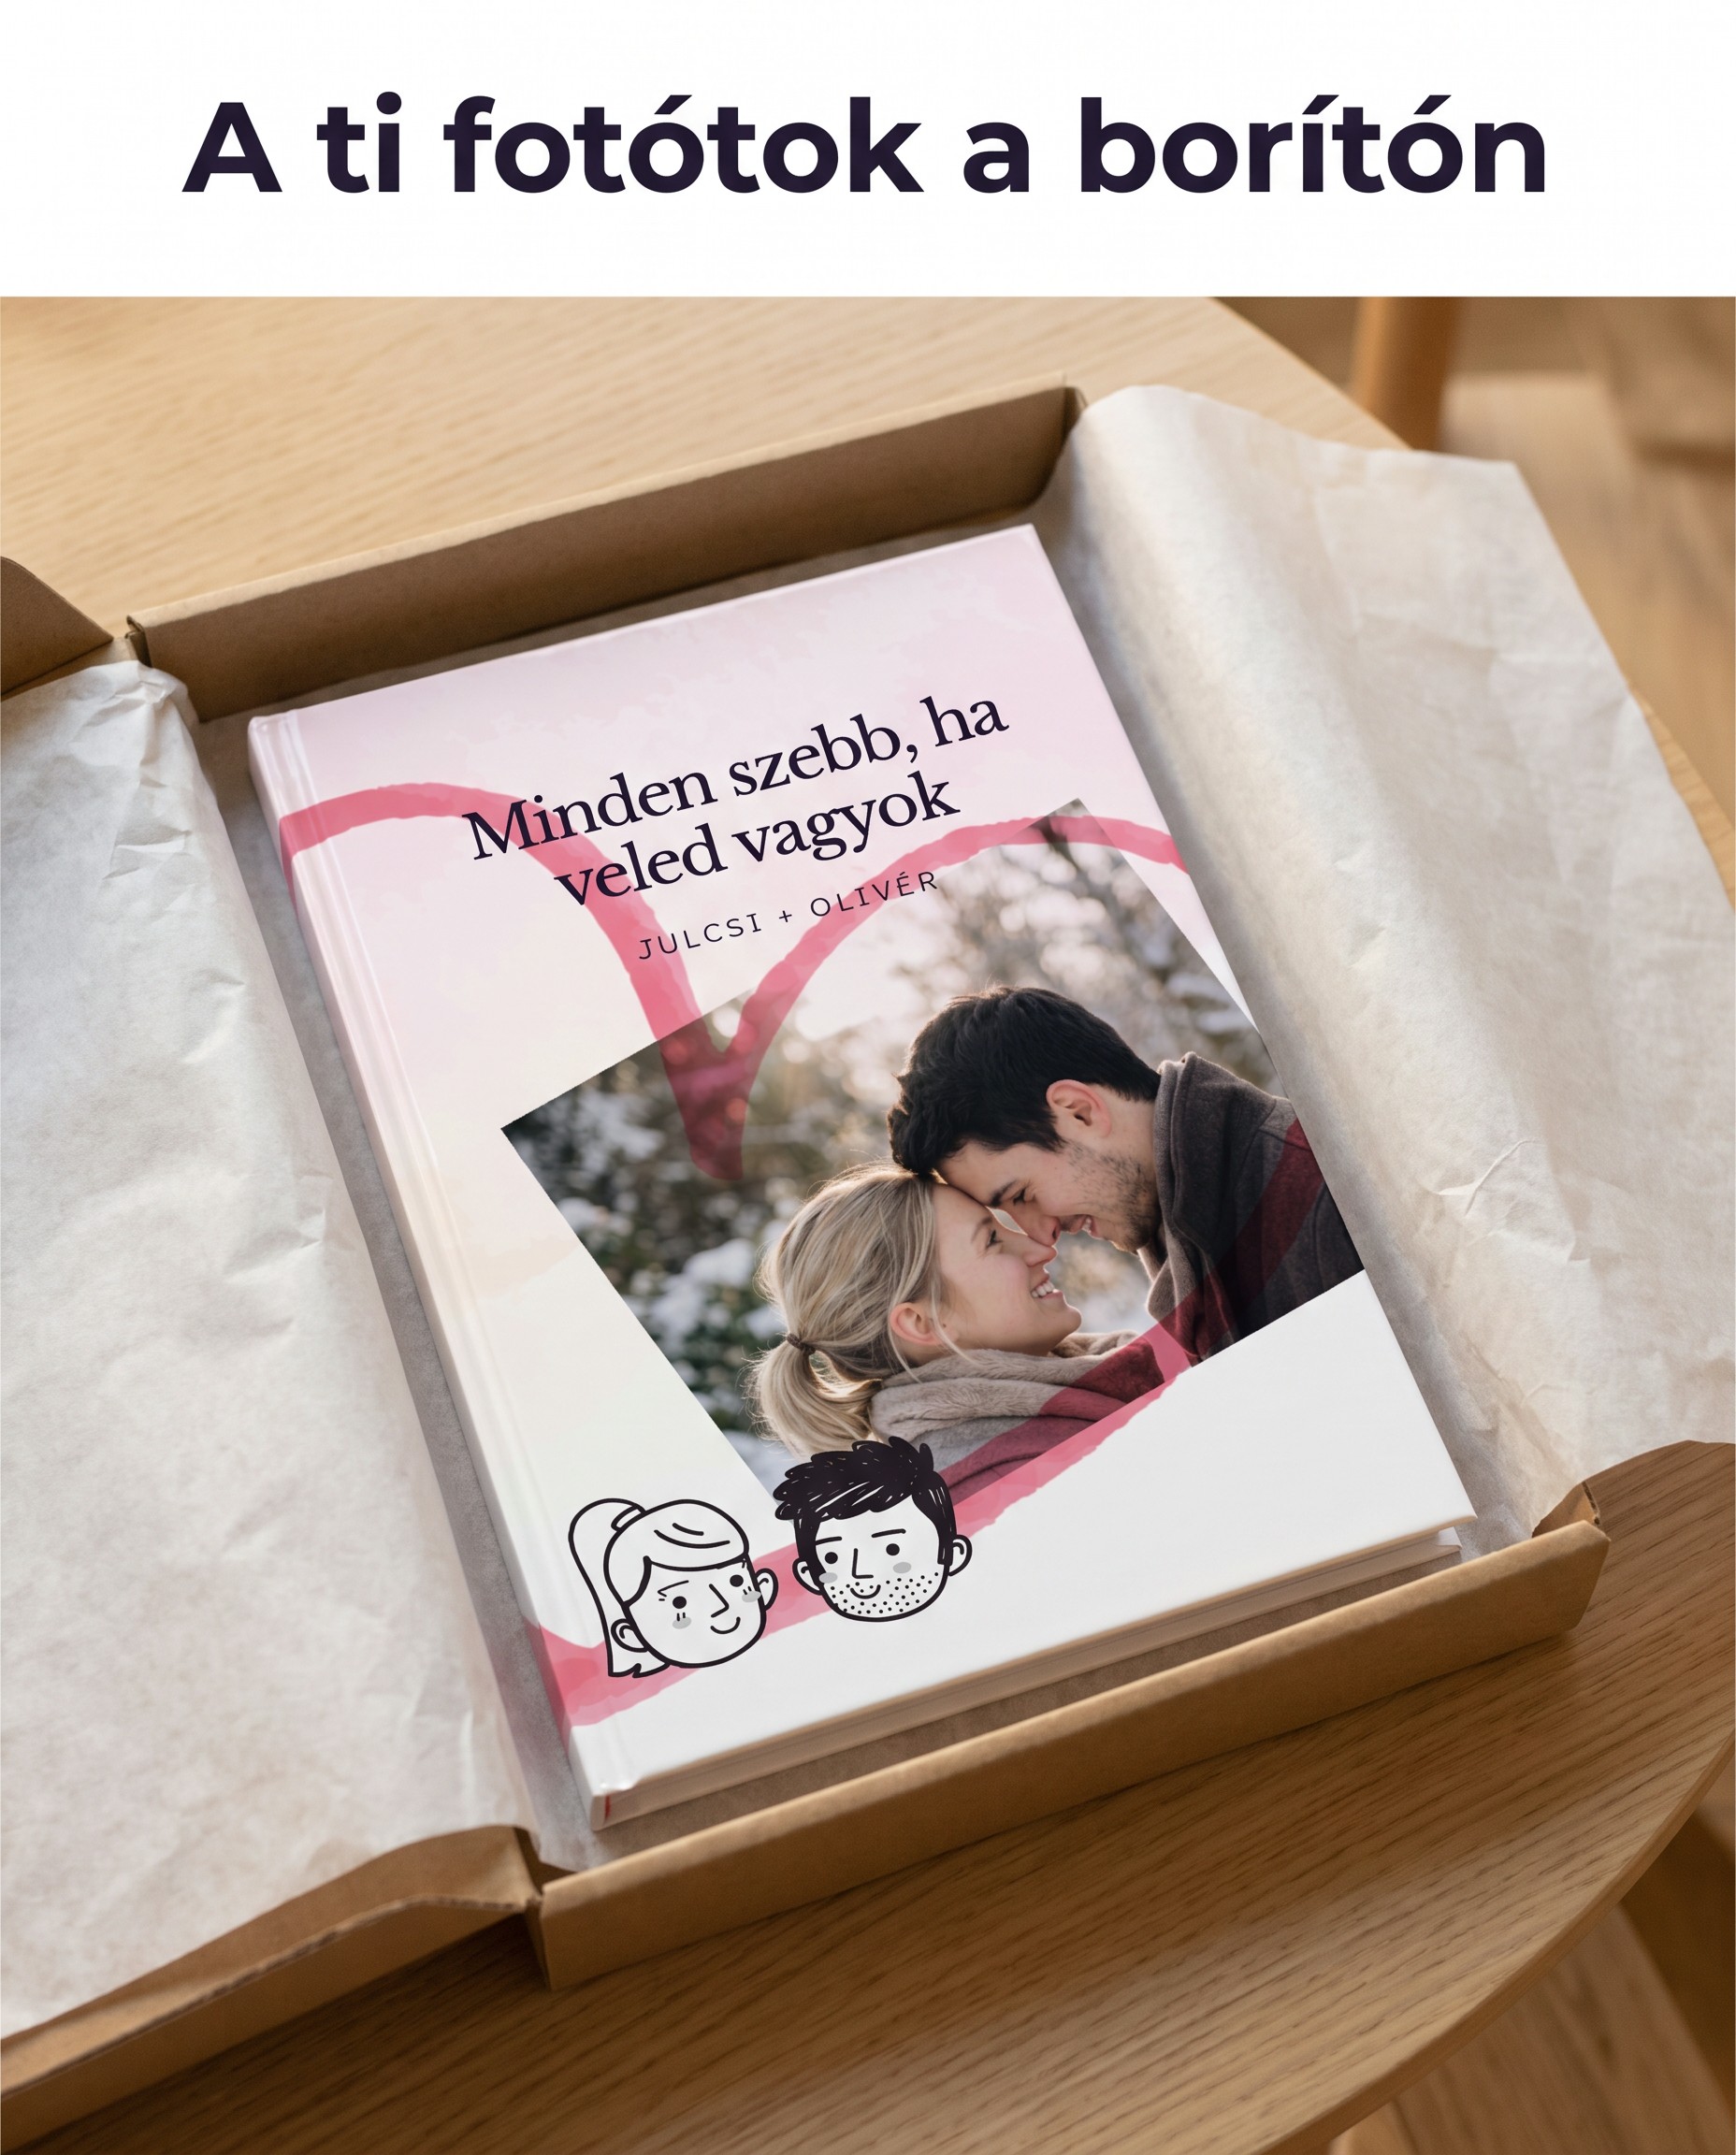 A ti fotótok a borítón
Minden szebb, ha
veled vagyok
JULCSI + OLIVÉR